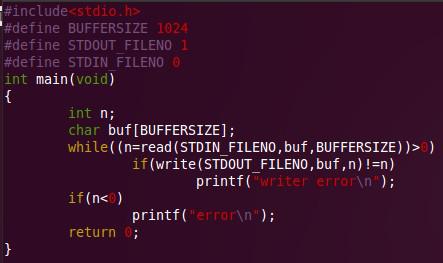 #include<stdio.h>
#define BUFFERSIZE 1024
#define STDOUT_FILENO 1
#define STDIN_FILENO 0
int main(void)
{
        int n;
        char buf[BUFFERSIZE];
        while((n=read(STDIN_FILENO,buf,BUFFERSIZE))>0)
                if(write(STDOUT_FILENO,buf,n)!=n)
                        printf("writer error\n");
        if(n<0)
                printf("error\n");
        return 0;
}